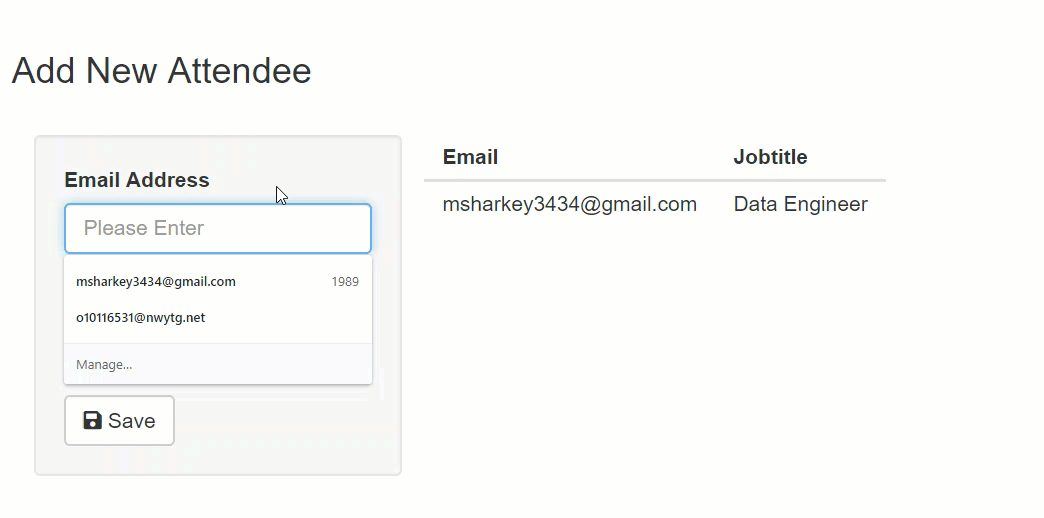 Add New Attendee
Email Address
Please Enter
msharkey3434@gmail.com 1989
o10116531@nwytg.net
Manage...
Save
Email Jobtitle
msharkey3434@gmail.com Data Engineer